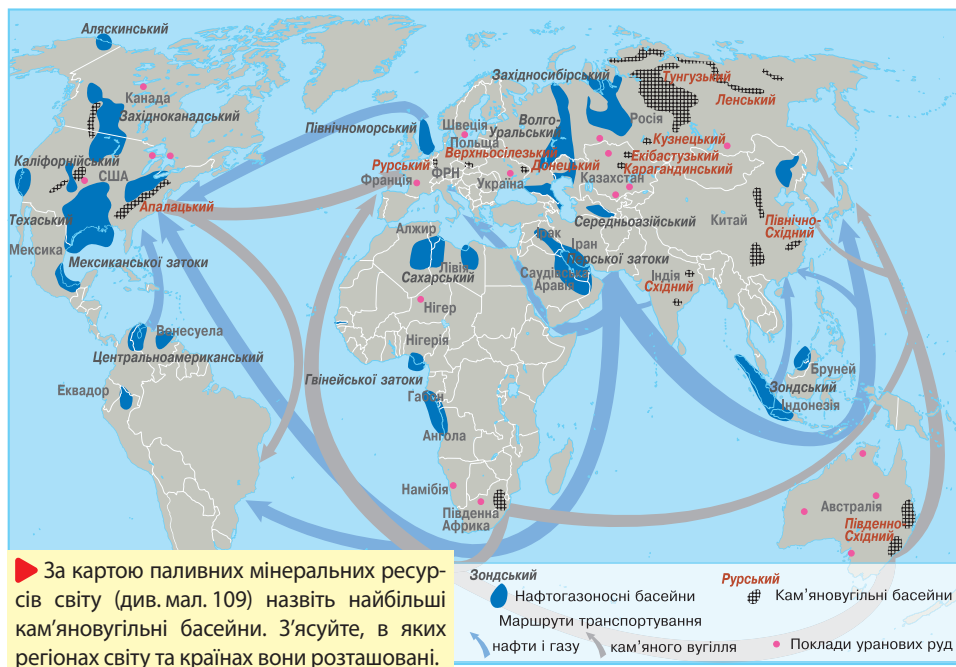 Аляскинський
Канада
Західноканадський
Каліфорнійський
США
Апалацький
Техаський
Мексика
Мексиканської затоки
Венесуела
Центральноамериканський
Еквадор
Північноморський
Швеція
Польща
Рурський
Верхньосілезький
ФРН
Франція
Україна
Донецький
Волго-
Уральський
Західносибірський
Тунгузький
Ленський
Росія
Кузнецький
Екібастузький
Карагандинський
Казахстан
Середньоазійський
Китай
Північно-
Східний
Алжир
Лівія
Сахарський
Ірак
Іран
Перської затоки
Саудівська
Аравія
Індія
Східний
Нігер
Нігерія
Гвінейської затоки
Габон
Ангола
Намібія
Південна
Африка
Бруней
Зондський
Індонезія
Австралія
Південно-
Східний
За картою паливних мінеральних ресур-
сів світу (див. мал. 109) назвіть найбільші
кам’яновугільні басейни. З’ясуйте, в яких
регіонах світу та країнах вони розташовані.
Зондський
Нафтогазоносні басейни
Рурський
Кам’яновугільні басейни
Маршрути транспортування
нафти і газу
кам’яного вугілля
Поклади уранових руд